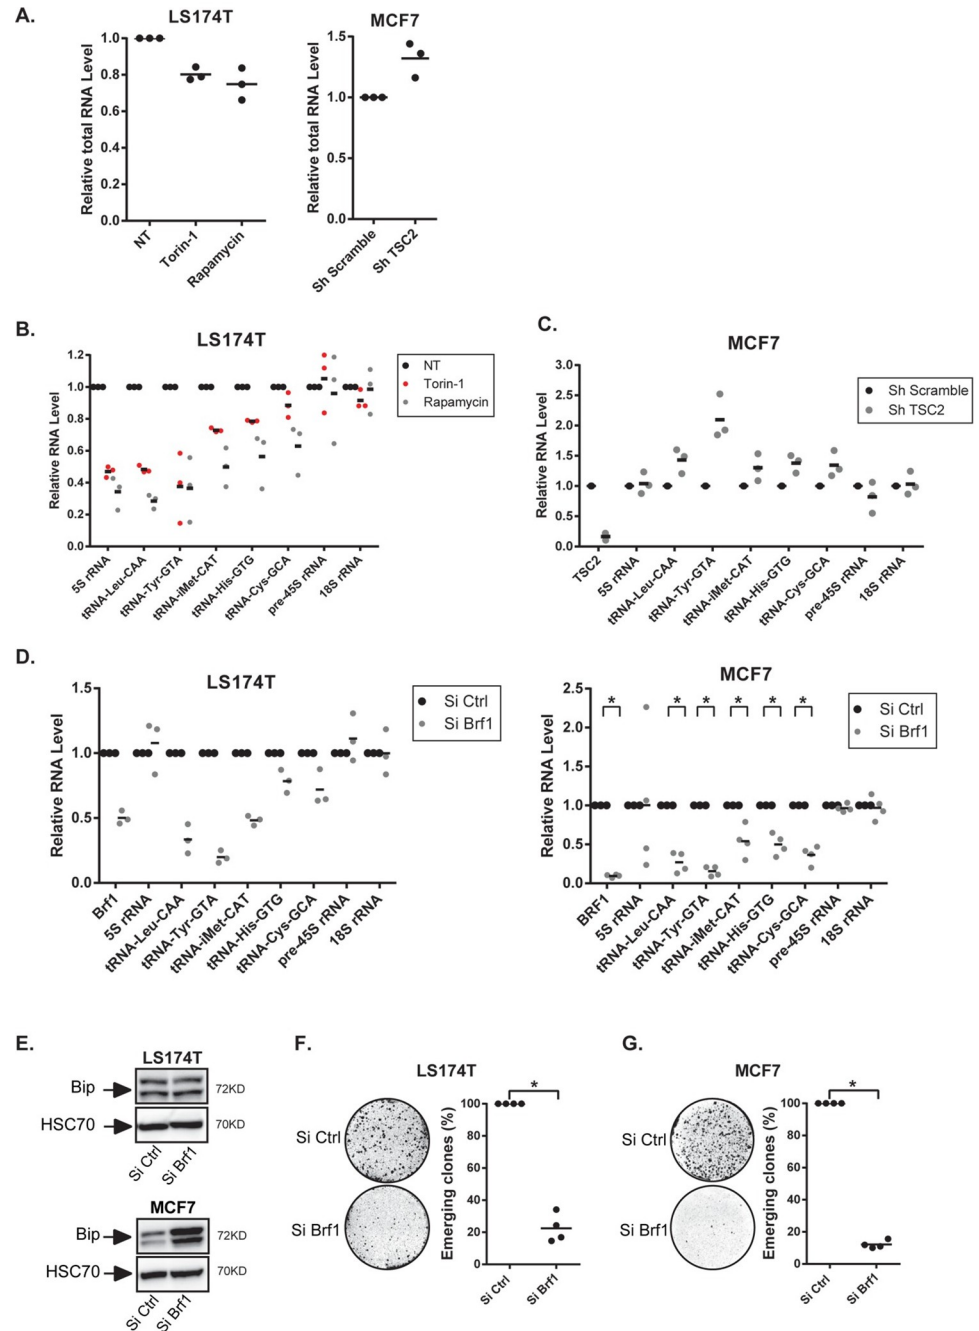 A.
LS174T
Relative total RNA Level
1.0
0.8
0.6
0.4
0.2
0.0
NT
Torin-1
Rapamycin
MCF7
Relative total RNA Level
1.5
1.0
0.5
0.0
Sh Scramble
Sh TSC2
B.
LS174T
Relative RNA Level
1.2
1.0
0.8
0.6
0.4
0.2
0.0
NT
Torin-1
Rapamycin
5S rRNA
tRNA-Leu-CAA
tRNA-Tyr-GTA
tRNA-iMet-CAT
tRNA-His-GTG
tRNA-Cys-GCA
pre-45S rRNA
18S rRNA
C.
MCF7
Relative RNA Level
3.0
2.5
2.0
1.5
1.0
0.5
0.0
Sh Scramble
Sh TSC2
TSC2
5S rRNA
tRNA-Leu-CAA
tRNA-Tyr-GTA
tRNA-iMet-CAT
tRNA-His-GTG
tRNA-Cys-GCA
pre-45S rRNA
18S rRNA
D.
LS174T
Relative RNA Level
1.5
1.0
0.5
0.0
Si Ctrl
Si Brf1
Brf1
5S rRNA
tRNA-Leu-CAA
tRNA-Tyr-GTA
tRNA-iMet-CAT
tRNA-His-GTG
tRNA-Cys-GCA
pre-45S rRNA
18S rRNA
MCF7
Relative RNA Level
2.5
2.0
1.5
1.0
0.5
0.0
* * * * * *
Si Ctrl
Si Brf1
BRF1
5S rRNA
tRNA-Leu-CAA
tRNA-Tyr-GTA
tRNA-iMet-CAT
tRNA-His-GTG
tRNA-Cys-GCA
pre-45S rRNA
18S rRNA
E.
LS174T
Bip
72KD
HSC70
70KD
Si Ctrl
Si Brf1
MCF7
Bip
72KD
HSC70
70KD
Si Ctrl
Si Brf1
F.
LS174T
Si Ctrl
Si Brf1
Emerging clones (%)
100
80
60
40
20
0
*
Si Ctrl
Si Brf1
G.
MCF7
Si Ctrl
Si Brf1
Emerging clones (%)
100
80
60
40
20
0
*
Si Ctrl
Si Brf1